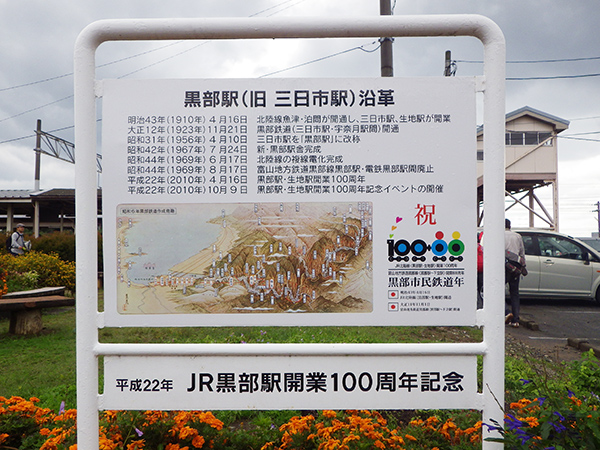 黒部駅(旧 三日市駅)沿革
明治43年(1910年) 4月16日 北陸線魚津・泊間が開通し、三日市駅、生地駅が開業
大正12年(1923年)11月21日 黒部鉄道(三日市駅・宇奈月駅間)開通
昭和31年(1956年) 4月10日 三日市駅を「黒部駅」に改称
昭和42年(1967年) 7月24日 新・黒部駅舎完成
昭和44年(1969年) 6月17日 北陸線の複線電化完成
昭和44年(1969年) 8月17日 富山地方鉄道黒部線黒部駅・電鉄黒部駅間廃止
平成22年(2010年) 4月16日 黒部駅・生地駅開業100周年
平成22年(2010年)10月 9日 黒部駅・生地駅開業100周年記念イベントの開催
祝
黒部市民鉄道年
平成22年 JR黒部駅開業100周年記念